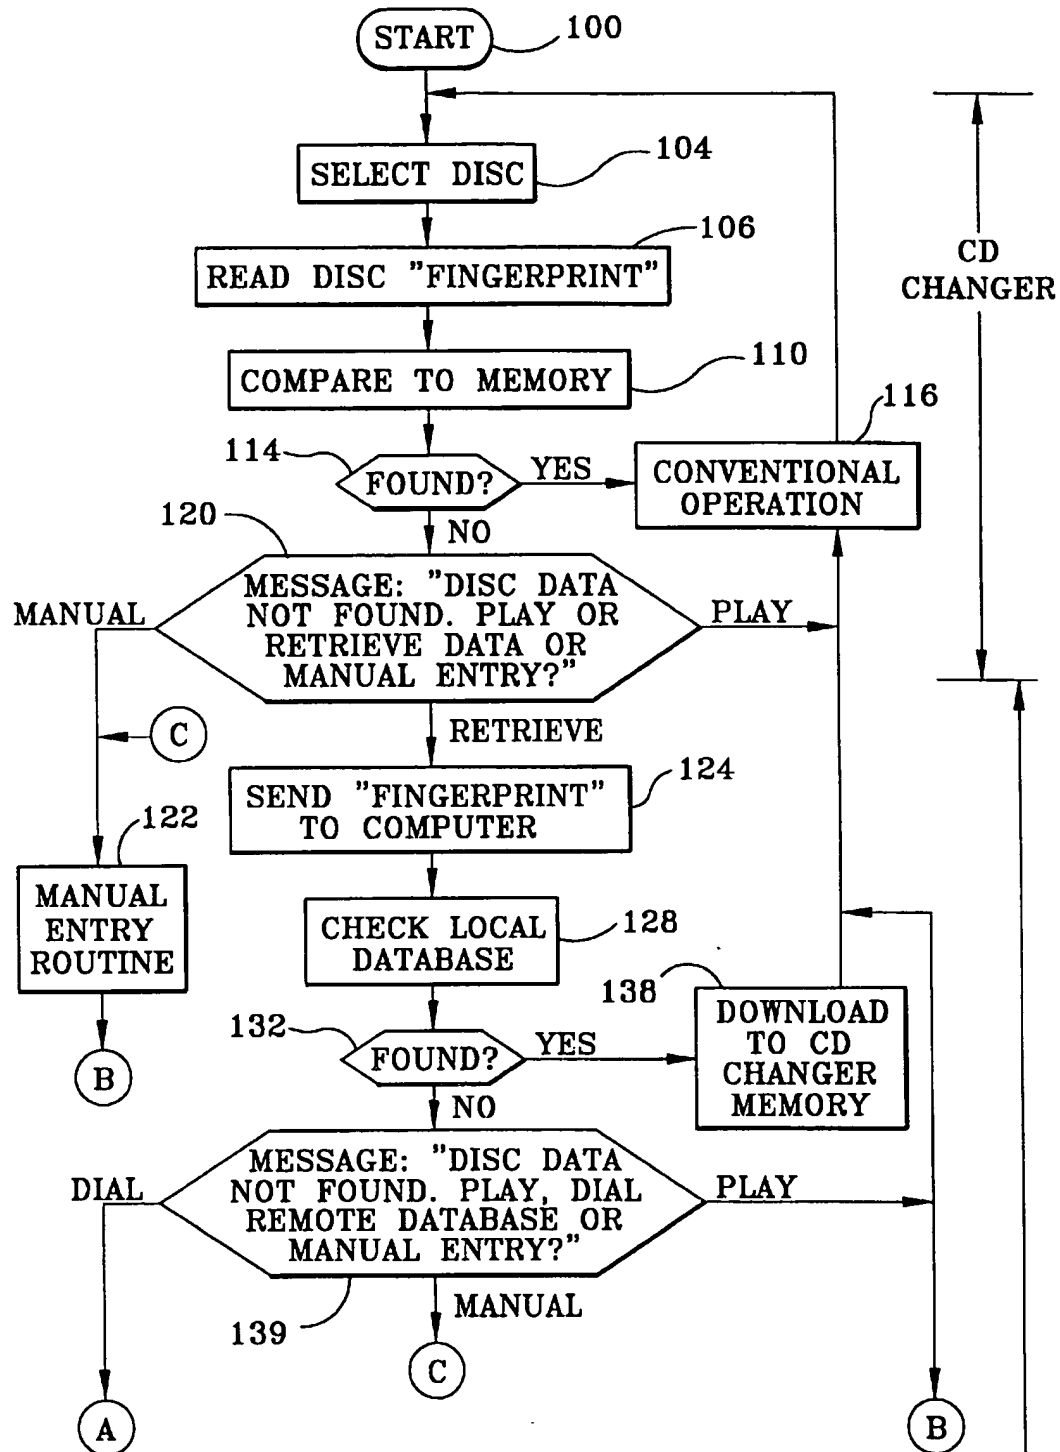 START
100
SELECT DISC
104
READ DISC "FINGERPRINT"
106
CD
CHANGER
COMPARE TO MEMORY
110
114
FOUND?
YES
116
CONVENTIONAL
OPERATION
NO
120
MESSAGE: "DISC DATA
NOT FOUND. PLAY OR
RETRIEVE DATA OR
MANUAL ENTRY?"
MANUAL
PLAY
C
RETRIEVE
124
SEND "FINGERPRINT"
TO COMPUTER
122
MANUAL
ENTRY
ROUTINE
B
CHECK LOCAL
DATABASE
128
132
FOUND?
YES
138
DOWNLOAD
TO CD
CHANGER
MEMORY
NO
MESSAGE: "DISC DATA
NOT FOUND. PLAY, DIAL
REMOTE DATABASE OR
MANUAL ENTRY?"
DIAL
PLAY
139
MANUAL
C
A
B